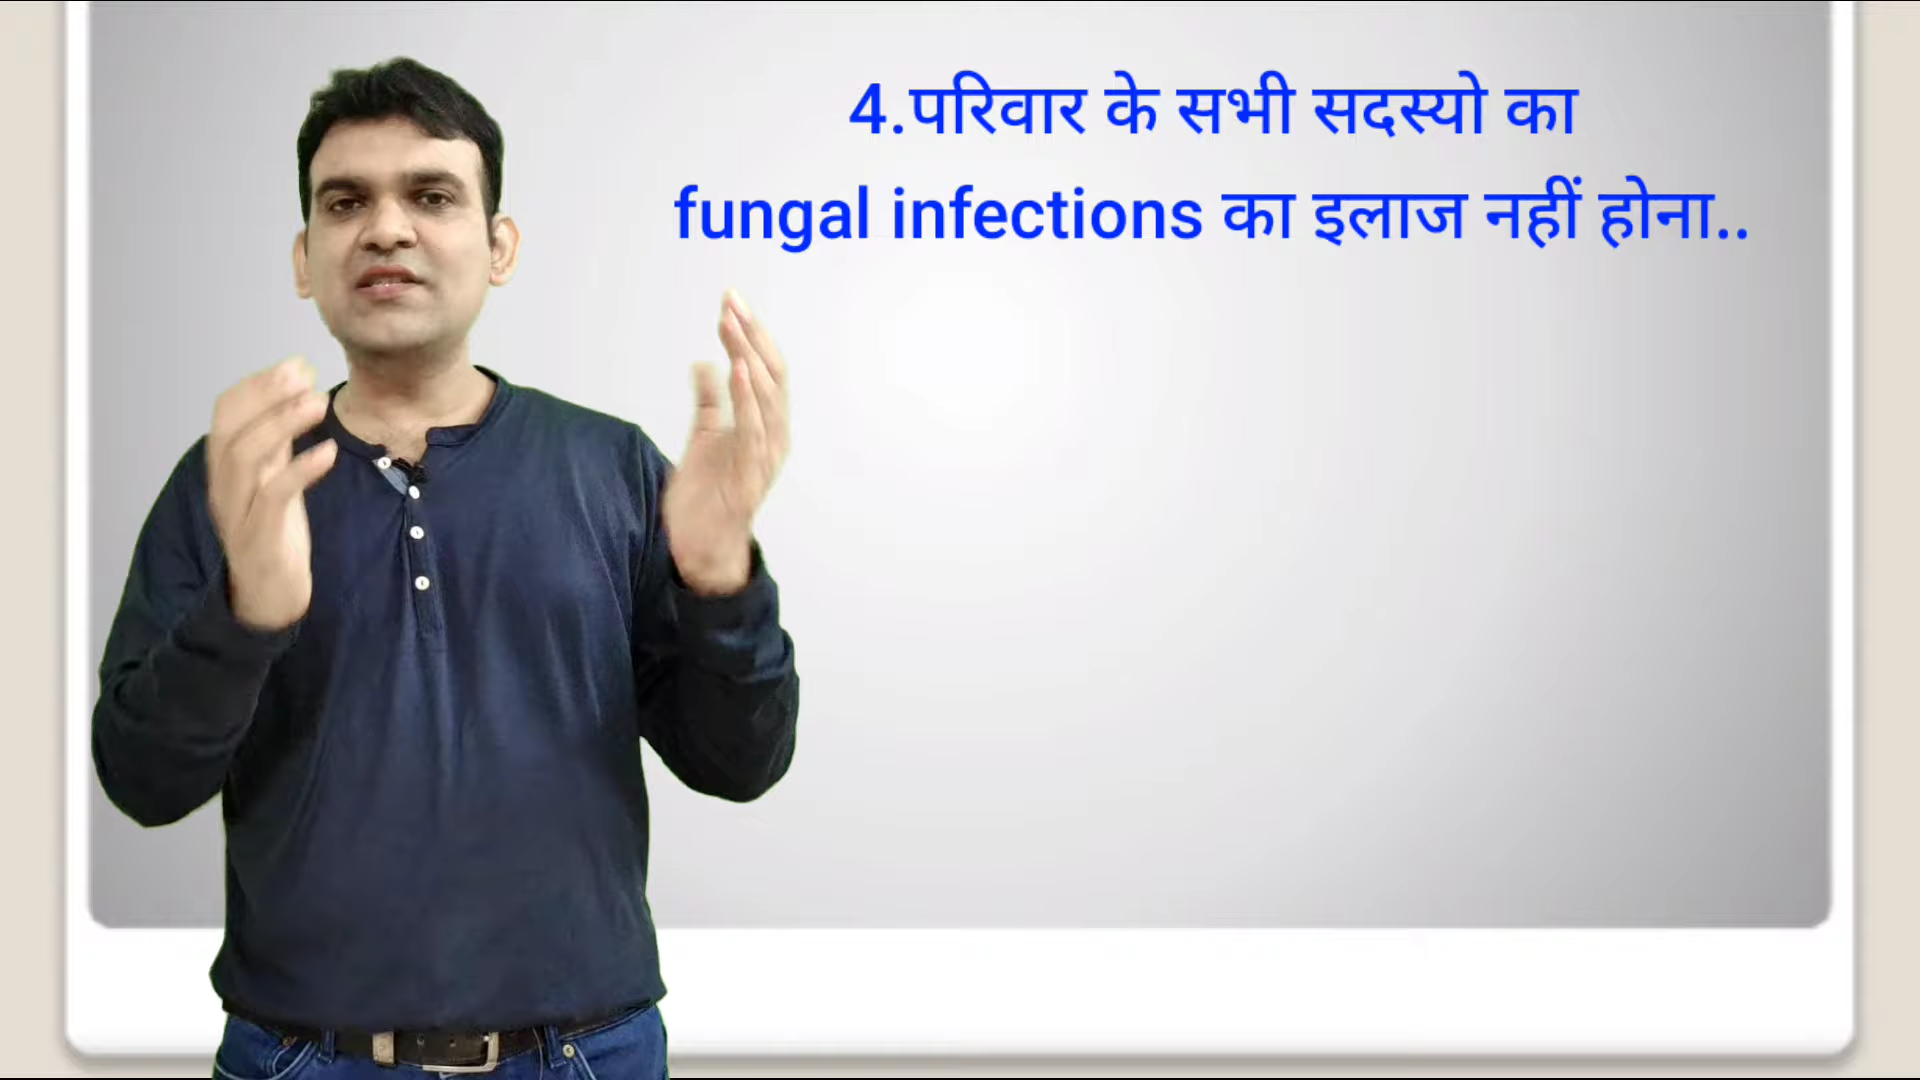 4.परिवार के सभी सदस्यो का
fungal infections का इलाज नहीं होना..